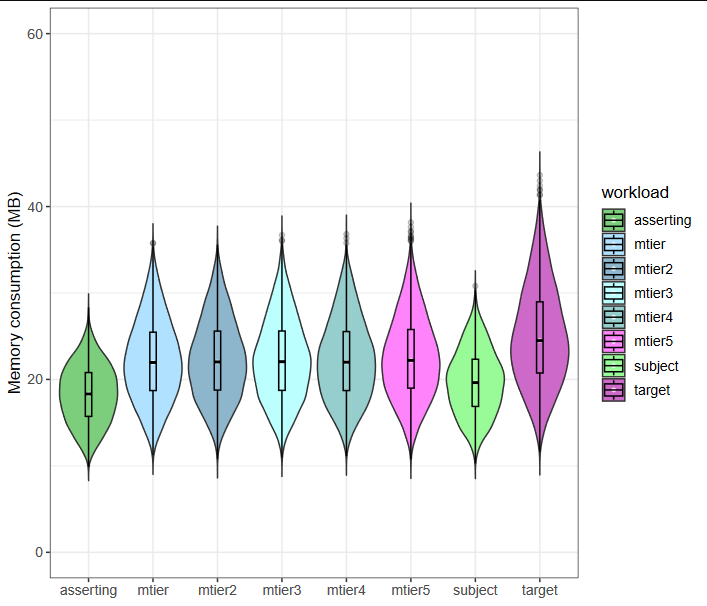 Memory consumption (MB)
60
40
20
0
asserting mtier mtier2 mtier3 mtier4 mtier5 subject target
workload
asserting
mtier
mtier2
mtier3
mtier4
mtier5
subject
target